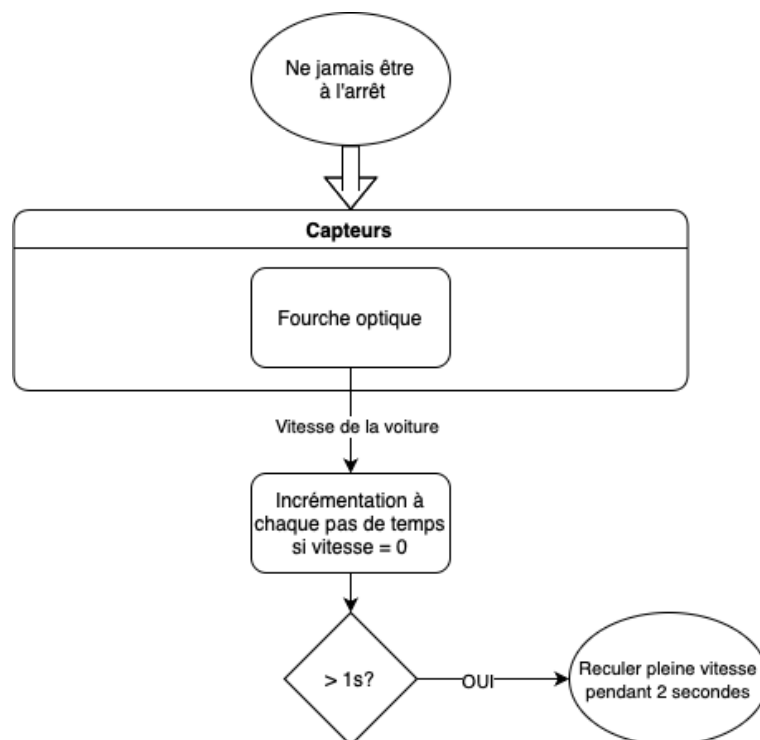 Ne jamais être
à l'arrêt
Capteurs
Fourche optique
Vitesse de la voiture
Incrémentation à
chaque pas de temps
si vitesse = 0
> 1s?
OUI
Reculer pleine vitesse
pendant 2 secondes